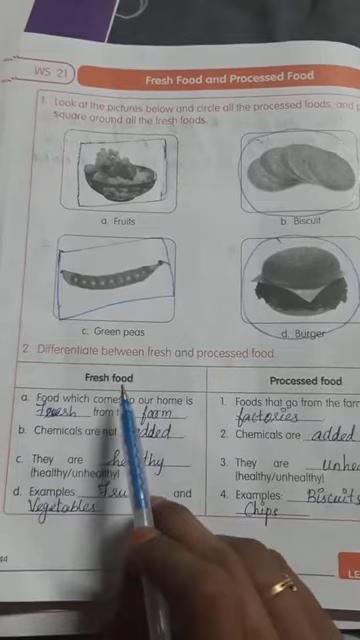 WS 21
Fresh Food and Processed Food
1. Look at the pictures below and circle all the processed foods, and
square around all the fresh foods.
a. Fruits
b. Biscuit
c. Green peas
d. Burger
2. Differentiate between fresh and processed food.
Fresh food
a. Food which comes to our home is
Fresh from farm
b. Chemicals are not added
c. They are
(healthy/unhealthy)
d. Examples: and
Vegetables
Processed food
1. Foods that go from the
factories
2. Chemicals are added
3. They are
(healthy/unhealthy)
4. Examples: Biscuits
Chips